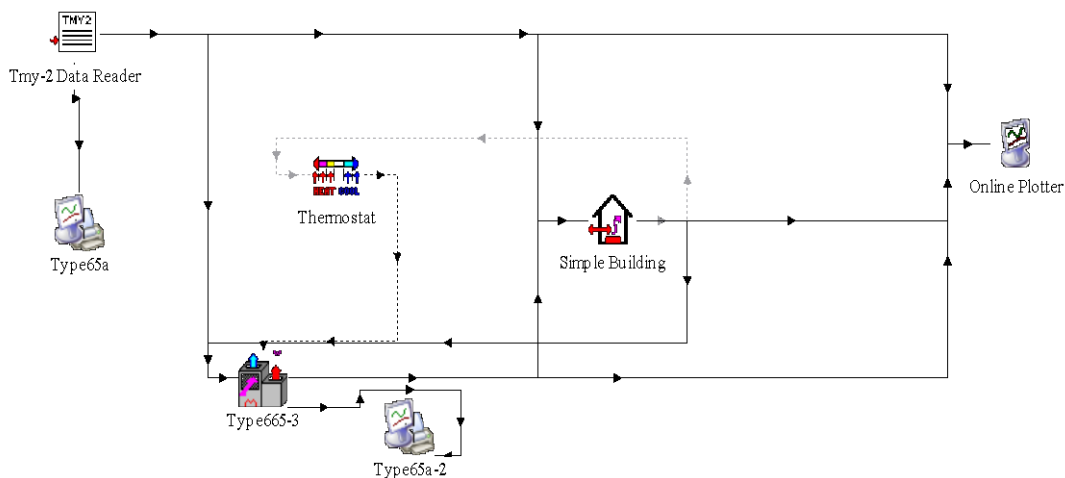 TMY2
Tmy-2 Data Reader
Type65a
HEAT COOL
Thermostat
Simple Building
Online Plotter
Type665-3
Type65a-2